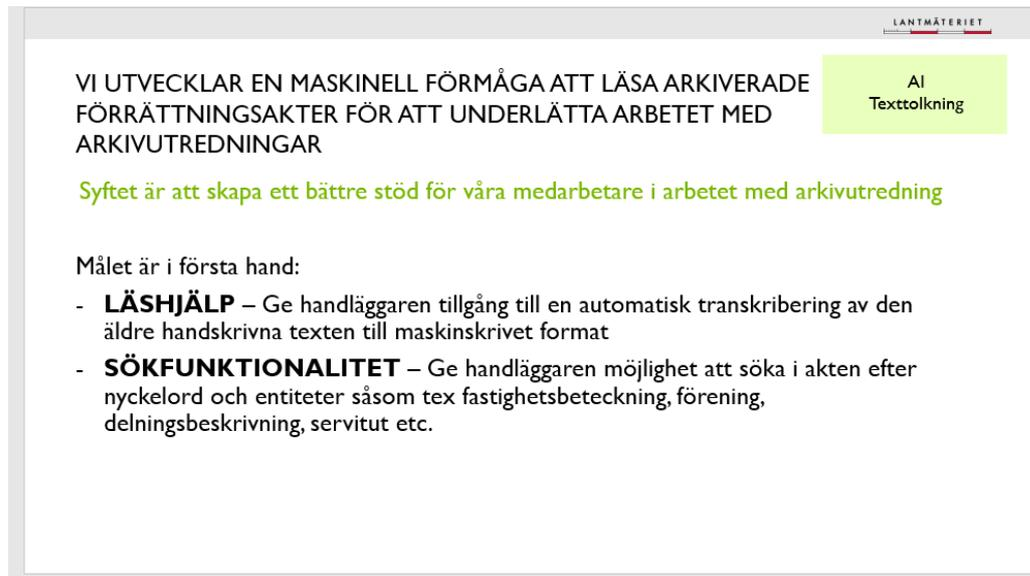 LANTMÄTERIET
VI UTVECKLAR EN MASKINELL FÖRMÅGA ATT LÄSA ARKIVERADE
FÖRRÄTTNINGSAKTER FÖR ATT UNDERLÄTTA ARBETET MED
ARKIVUTREDNINGAR
AI
Texttolkning
Syftet är att skapa ett bättre stöd för våra medarbetare i arbetet med arkivutredning
Målet är i första hand:
- LÄSHJÄLP – Ge handläggaren tillgång till en automatisk transkribering av den
äldre handskrivna texten till maskinskrivet format
- SÖKFUNKTIONALITET – Ge handläggaren möjlighet att söka i akten efter
nyckelord och entiteter såsom tex fastighetsbeteckning, förening,
delningsbeskrivning, servitut etc.